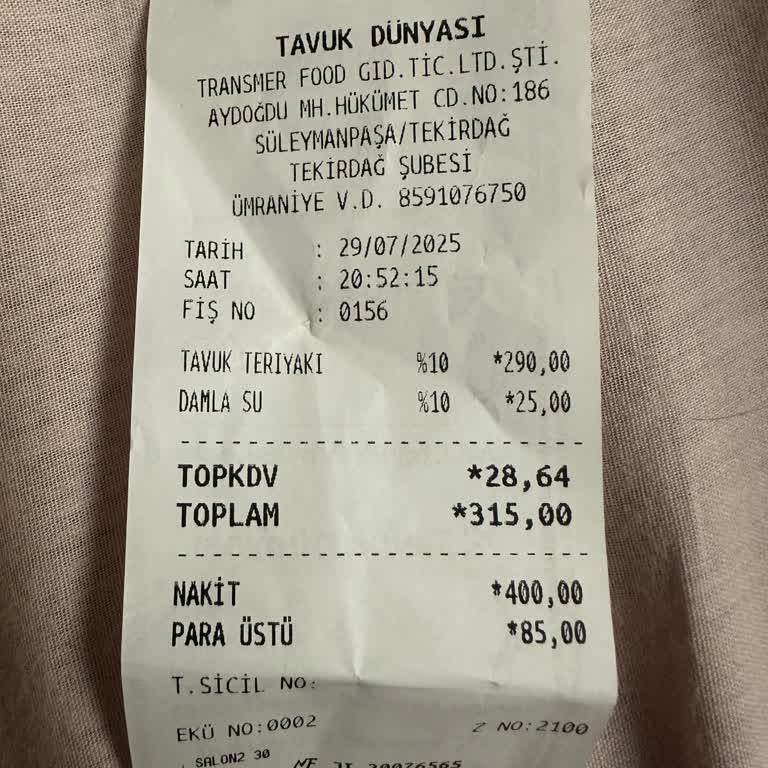 TAVUK DÜNYASI
TRANSMER FOOD GID.TİC.LTD.ŞTİ.
AYDOĞDU MH.HÜKÜMET CD.NO:186
SÜLEYMANPAŞA/TEKİRDAĞ
TEKİRDAĞ ŞUBESİ
ÜMRANİYE V.D. 8591076750
TARİH : 29/07/2025
SAAT : 20:52:15
FİŞ NO : 0156
TAVUK TERIYAKI %10 *290,00
DAMLA SU %10 *25,00
TOPKDV *28,64
TOPLAM *315,00
NAKİT *400,00
PARA ÜSTÜ *85,00
T.SİCİL NO:
EKÜ NO:0002 Z NO:2100
SALON2 30